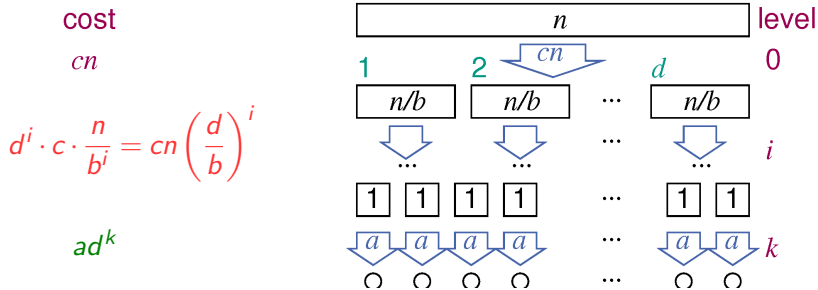 cost n level
cn cn 0
1 2 d
n/b n/b ... n/b
d^i · c · n/b^i = cn (d/b)^i ... i
... ... ...
1 1 1 1 ... 1 1
ad^k a a a a ... a a k
...